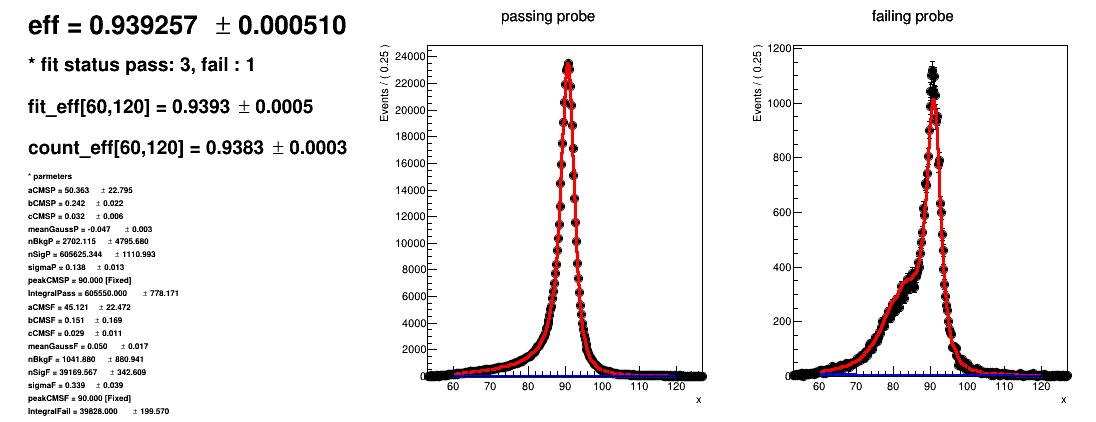 eff = 0.939257 ± 0.000510
* fit status pass: 3, fail : 1
fit_eff[60,120] = 0.9393 ± 0.0005
count_eff[60,120] = 0.9383 ± 0.0003
* parmeters
aCMSP = 50.363 ± 22.795
bCMSP = 0.242 ± 0.022
cCMSP = 0.032 ± 0.006
meanGaussP = -0.047 ± 0.003
nBkgP = 2702.115 ± 4795.680
nSigP = 605625.344 ± 1110.993
sigmaP = 0.138 ± 0.013
peakCMSP = 90.000 [Fixed]
IntegralPass = 605550.000 ± 778.171
aCMSF = 45.121 ± 22.472
bCMSF = 0.151 ± 0.169
cCMSF = 0.029 ± 0.011
meanGaussF = 0.050 ± 0.017
nBkgF = 1041.880 ± 880.941
nSigF = 39169.567 ± 342.609
sigmaF = 0.339 ± 0.039
peakCMSF = 90.000 [Fixed]
IntegralFail = 39828.000 ± 199.570
passing probe
Events / ( 0.25 )
24000
22000
20000
18000
16000
14000
12000
10000
8000
6000
4000
2000
0
60 70 80 90 100 110 120
x
failing probe
Events / ( 0.25 )
1200
1000
800
600
400
200
0
60 70 80 90 100 110 120
x